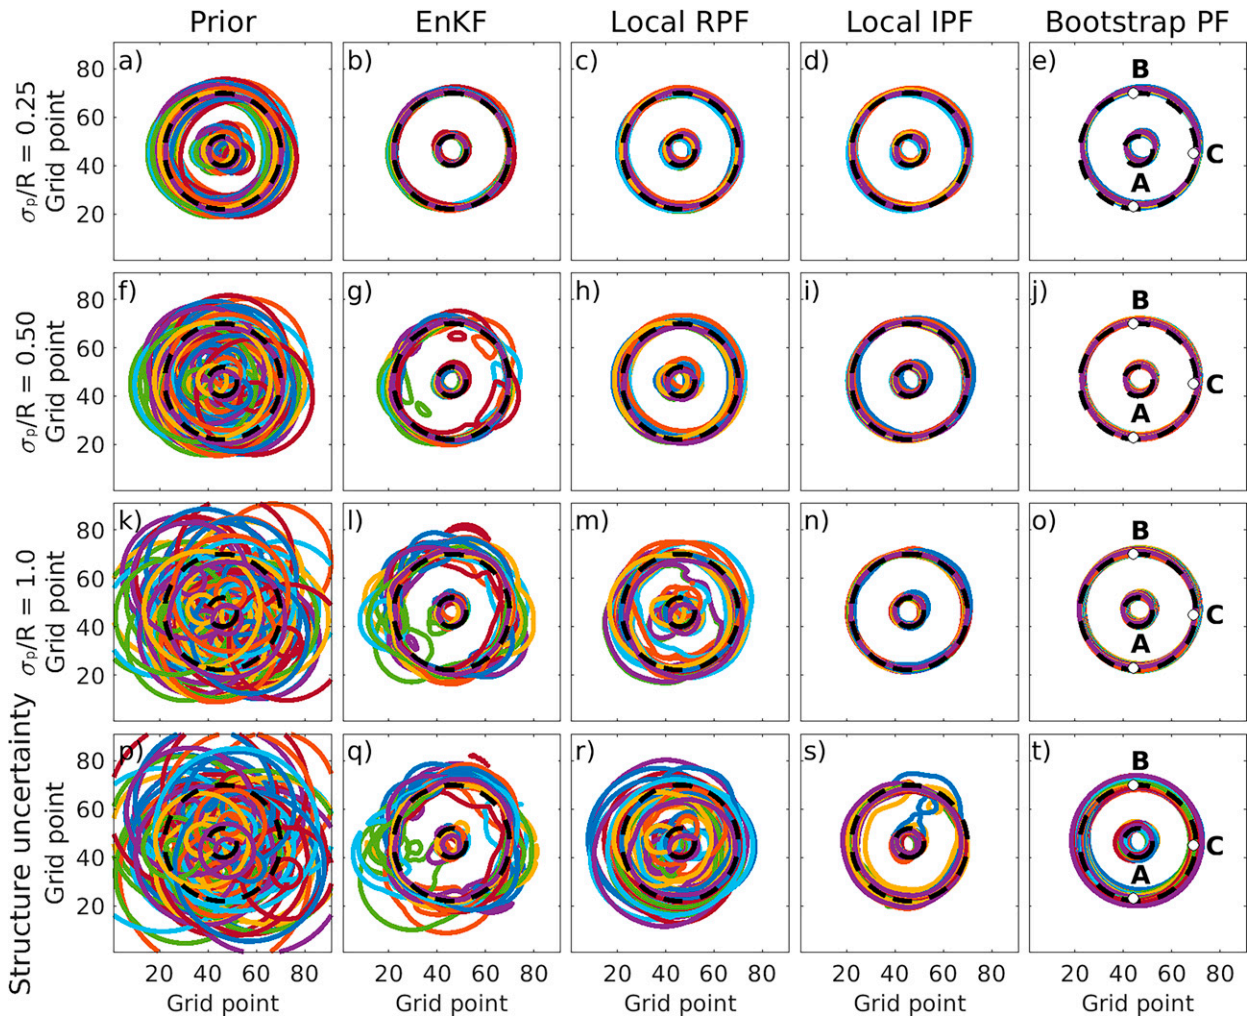 Prior EnKF Local RPF Local IPF Bootstrap PF
σp/R = 0.25
Grid point
80
60
40
20
a) b) c) d) e)
B
C
A
σp/R = 0.50
Grid point
80
60
40
20
f) g) h) i) j)
B
C
A
σp/R = 1.0
Grid point
80
60
40
20
k) l) m) n) o)
B
C
A
Structure uncertainty
Grid point
80
60
40
20
p) q) r) s) t)
B
C
A
20 40 60 80 20 40 60 80 20 40 60 80 20 40 60 80 20 40 60 80
Grid point Grid point Grid point Grid point Grid point